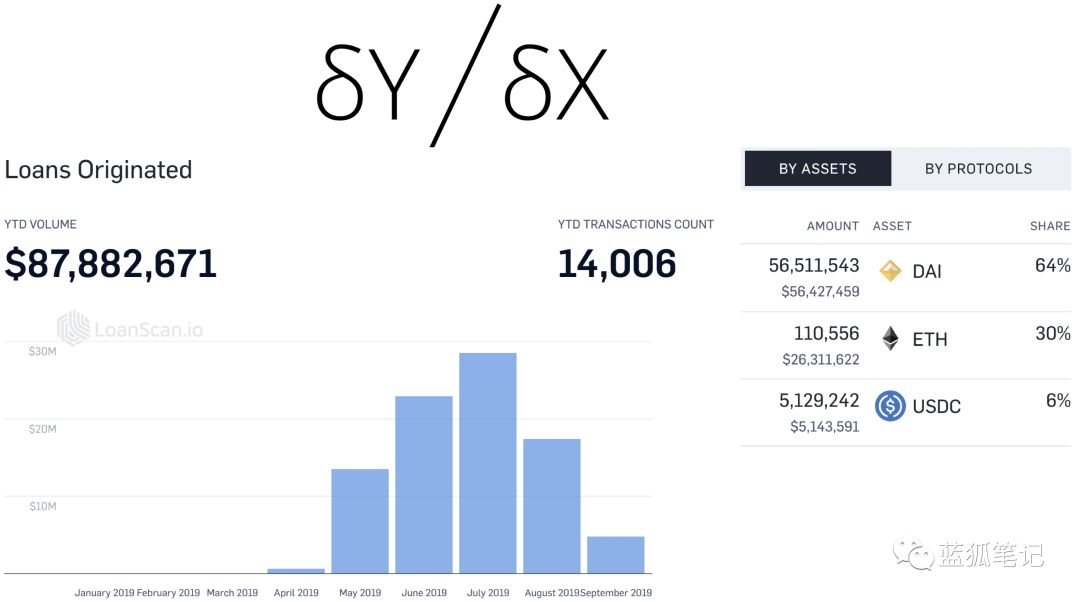 δY/δX
Loans Originated
YTD VOLUME
$87,882,671
YTD TRANSACTIONS COUNT
14,006
LoanScan.io
$30M
$20M
$10M
January 2019 February 2019 March 2019 April 2019 May 2019 June 2019 July 2019 August 2019 September 2019
BY ASSETS BY PROTOCOLS
AMOUNT ASSET SHARE
56,511,543 DAI 64%
$56,427,459
110,556 ETH 30%
$26,311,622
5,129,242 USDC 6%
$5,143,591
蓝狐笔记